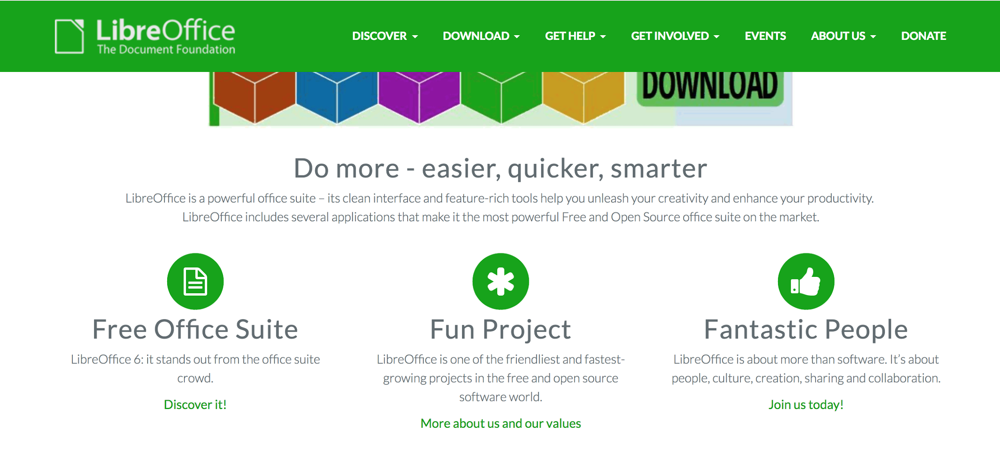 LibreOffice
The Document Foundation
DISCOVER DOWNLOAD GET HELP GET INVOLVED EVENTS ABOUT US DONATE
DOWNLOAD
Do more - easier, quicker, smarter
LibreOffice is a powerful office suite – its clean interface and feature-rich tools help you unleash your creativity and enhance your productivity.
LibreOffice includes several applications that make it the most powerful Free and Open Source office suite on the market.
Free Office Suite
LibreOffice 6: it stands out from the office suite
crowd.
Discover it!
Fun Project
LibreOffice is one of the friendliest and fastest-
growing projects in the free and open source
software world.
More about us and our values
Fantastic People
LibreOffice is about more than software. It’s about
people, culture, creation, sharing and collaboration.
Join us today!